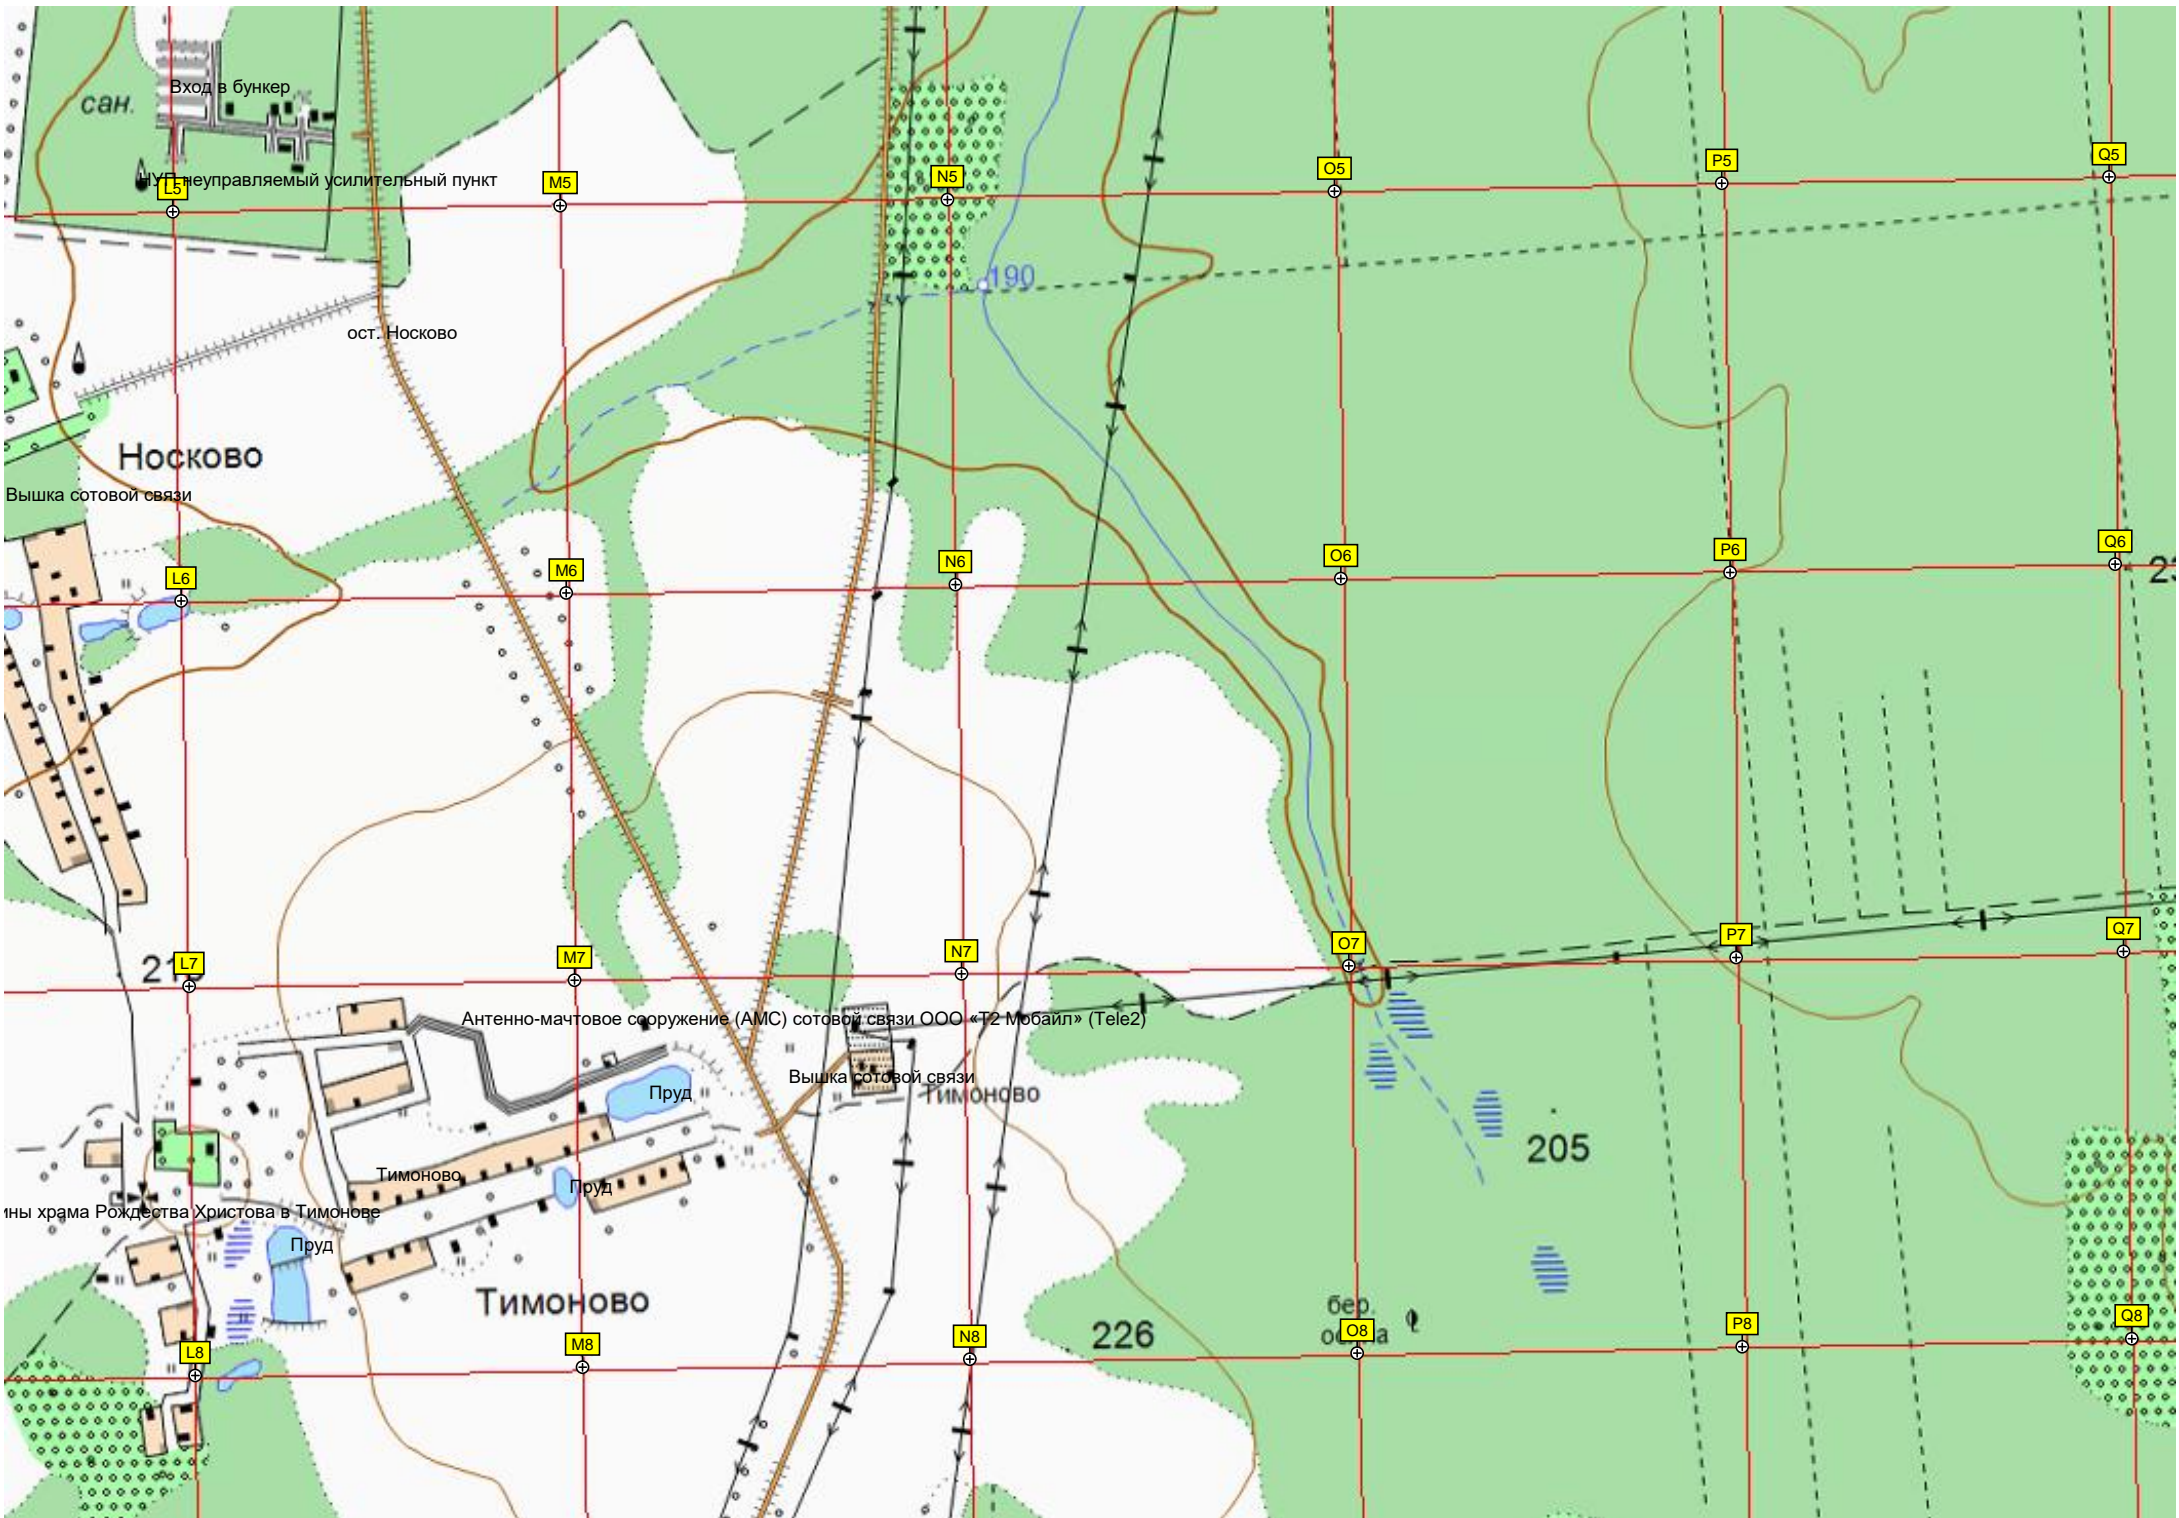 Вход в бункер
сан.
L5
НУП неуправляемый усилительный пункт
M5
N5
O5
P5
Q5
190
ост. Носково
Носково
Вышка сотовой связи
L6
M6
N6
O6
P6
Q6
L7
M7
N7
O7
P7
Q7
Антенно-мачтовое сооружение (АМС) сотовой связи ООО «Т2 Мобайл» (Tele2)
Вышка сотовой связи
Тимоново
Пруд
205
Тимоново
Пруд
храма Рождества Христова в Тимонове
Пруд
Тимоново
226
бер.
L8
M8
N8
O8
P8
Q8